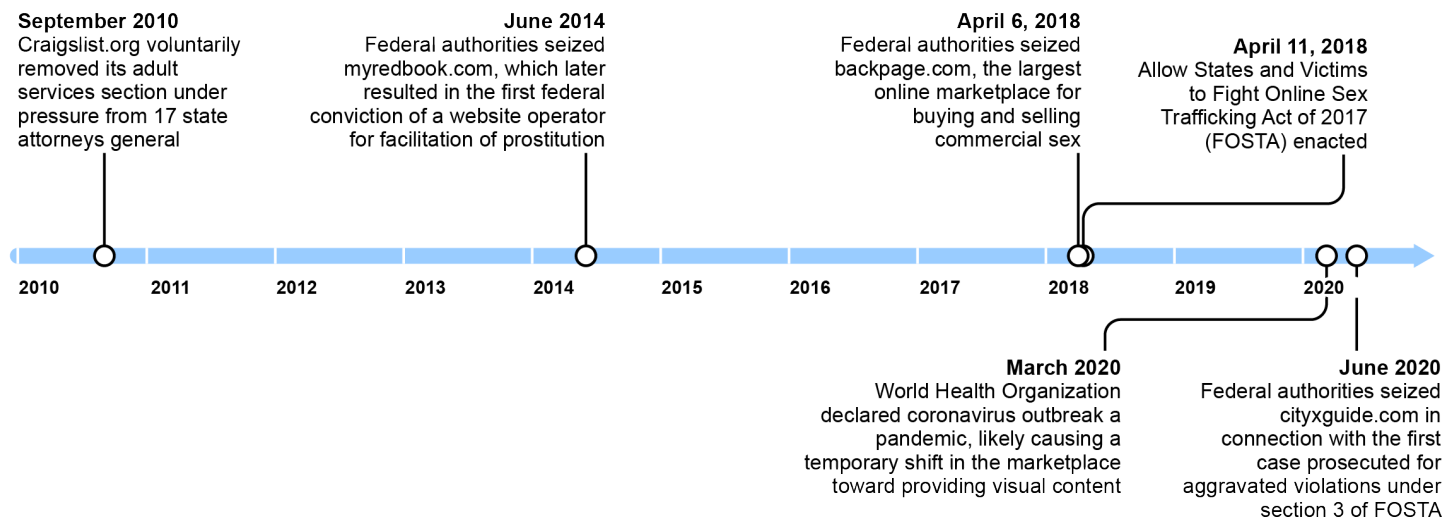 September 2010
Craigslist.org voluntarily
removed its adult
services section under
pressure from 17 state
attorneys general
June 2014
Federal authorities seized
myredbook.com, which later
resulted in the first federal
conviction of a website operator
for facilitation of prostitution
April 6, 2018
Federal authorities seized
backpage.com, the largest
online marketplace for
buying and selling
commercial sex
April 11, 2018
Allow States and Victims
to Fight Online Sex
Trafficking Act of 2017
(FOSTA) enacted
2010
2011
2012
2013
2014
2015
2016
2017
2018
2019
2020
March 2020
World Health Organization
declared coronavirus outbreak a
pandemic, likely causing a
temporary shift in the marketplace
toward providing visual content
June 2020
Federal authorities seized
cityxguide.com in
connection with the first
case prosecuted for
aggravated violations under
section 3 of FOSTA